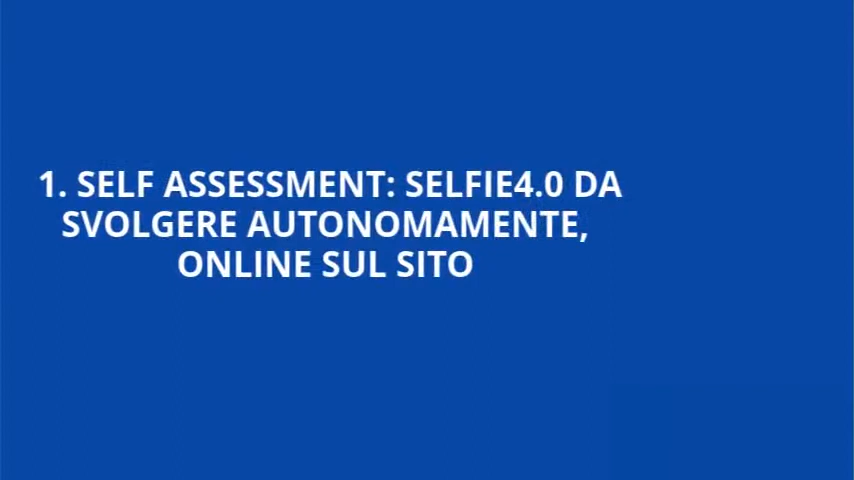 1. SELF ASSESSMENT: SELFIE4.0 DA
SVOLGERE AUTONOMAMENTE,
ONLINE SUL SITO